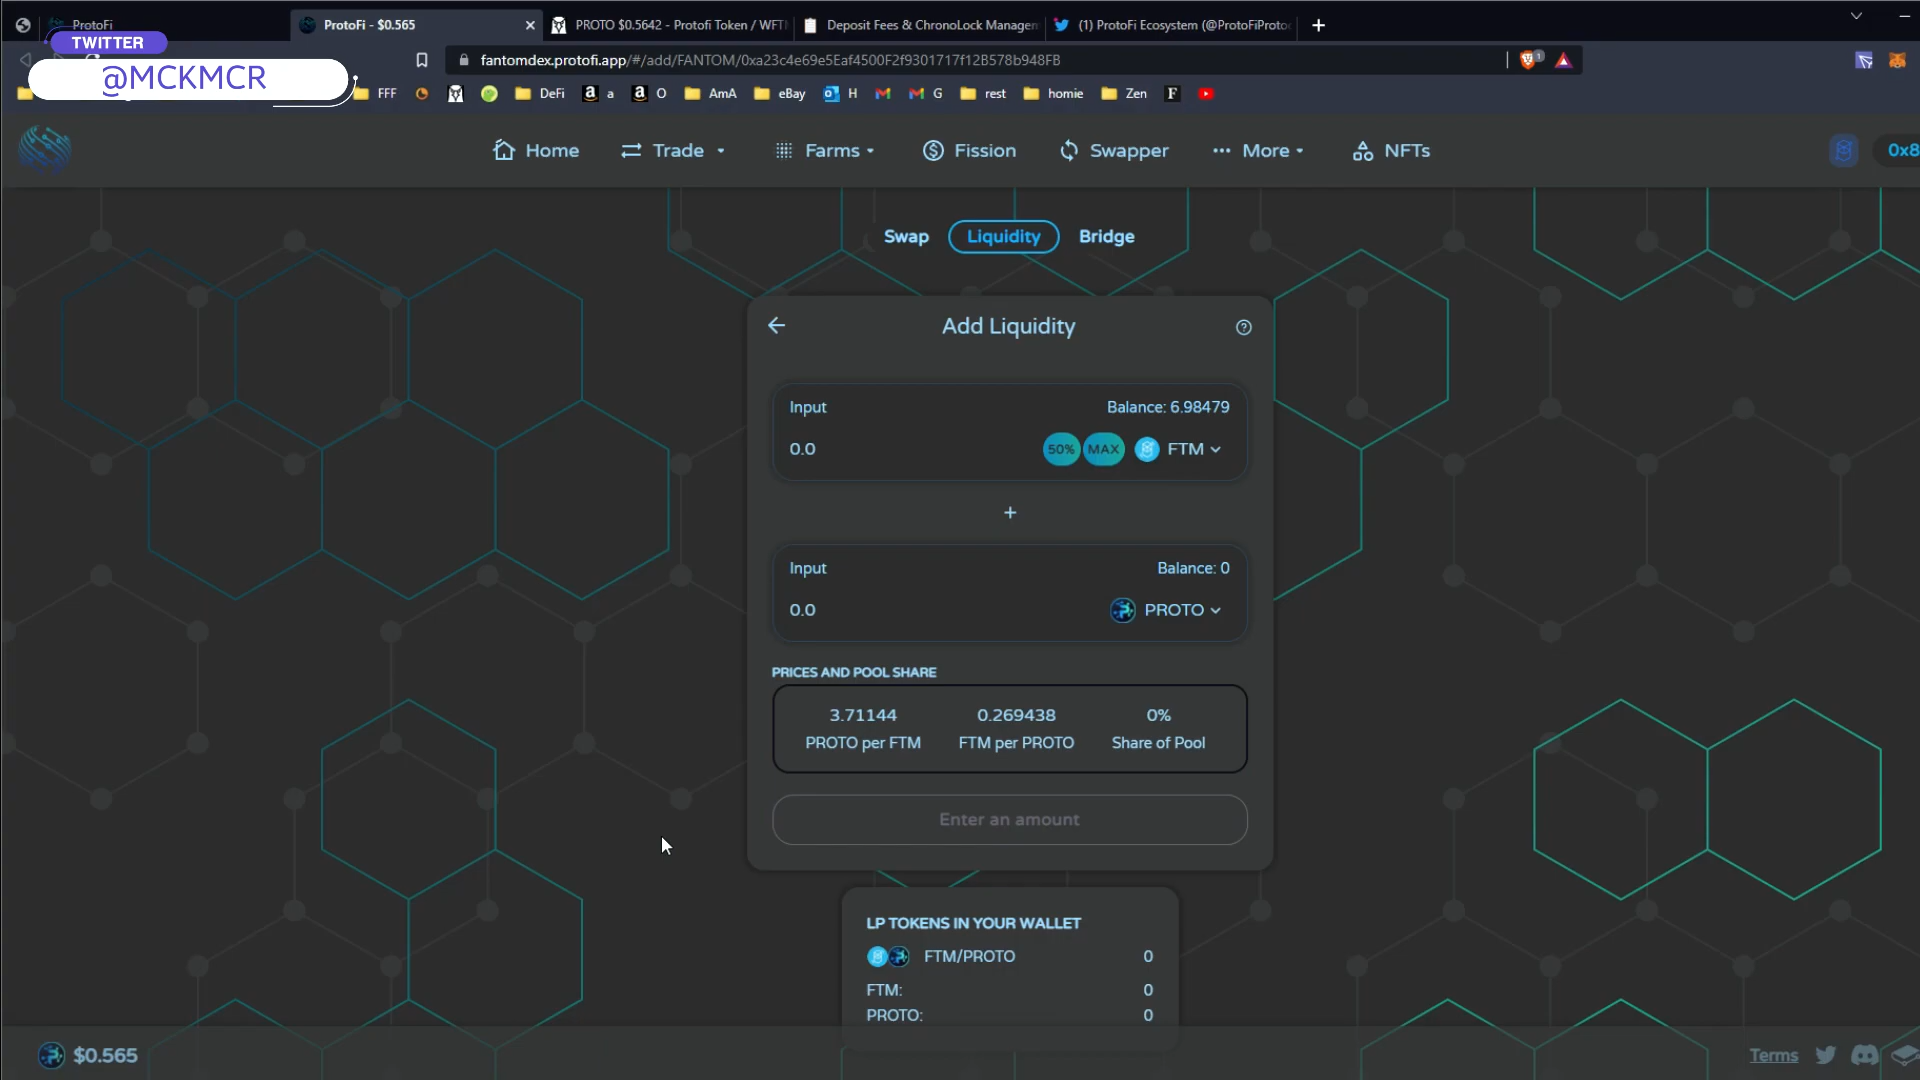 ProtoFi
ProtoFi - $0.565
PROTO $0.5642 - Protofi Token / WFT
Deposit Fees & ChronoLock Manager
(1) ProtoFi Ecosystem (@ProtoFiProto
TWITTER
@MCKMCR
fantomdex.protofi.app/#/add/FANTOM/0xa23c4e69e5Eaf4500F2f9301717f12B578b948FB
FFF
DeFi
a
O
AmA
eBay
H
G
rest
homie
Zen
F
Home
Trade
Farms
Fission
Swapper
More
NFTs
0x8
Swap
Liquidity
Bridge
Add Liquidity
Input
Balance: 6.98479
0.0
50%
MAX
FTM
+
Input
Balance: 0
0.0
PROTO
PRICES AND POOL SHARE
3.71144
0.269438
0%
PROTO per FTM
FTM per PROTO
Share of Pool
Enter an amount
LP TOKENS IN YOUR WALLET
FTM/PROTO
0
FTM:
0
PROTO:
0
$0.565
Terms